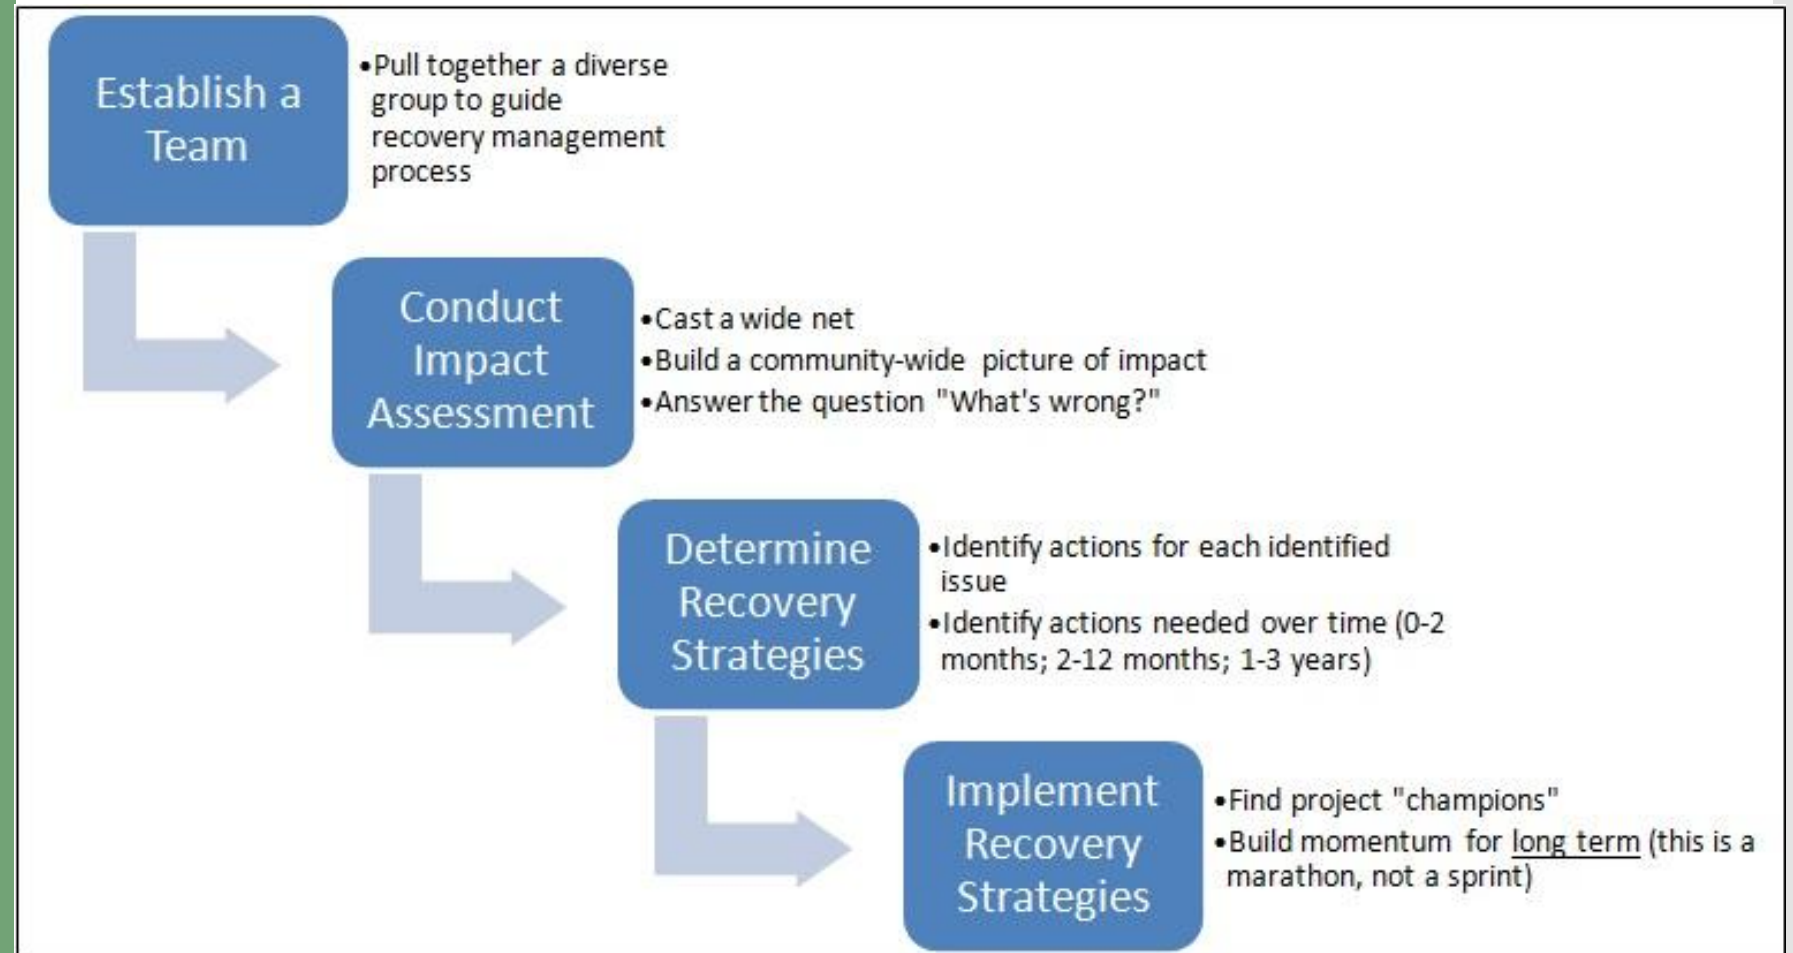 Establish a
Team
•Pull together a diverse
group to guide
recovery management
process
Conduct
Impact
Assessment
•Cast a wide net
•Build a community-wide picture of impact
•Answer the question "What's wrong?"
Determine
Recovery
Strategies
•Identify actions for each identified
issue
•Identify actions needed over time (0-2
months; 2-12 months; 1-3 years)
Implement
Recovery
Strategies
•Find project "champions"
•Build momentum for long term (this is a
marathon, not a sprint)